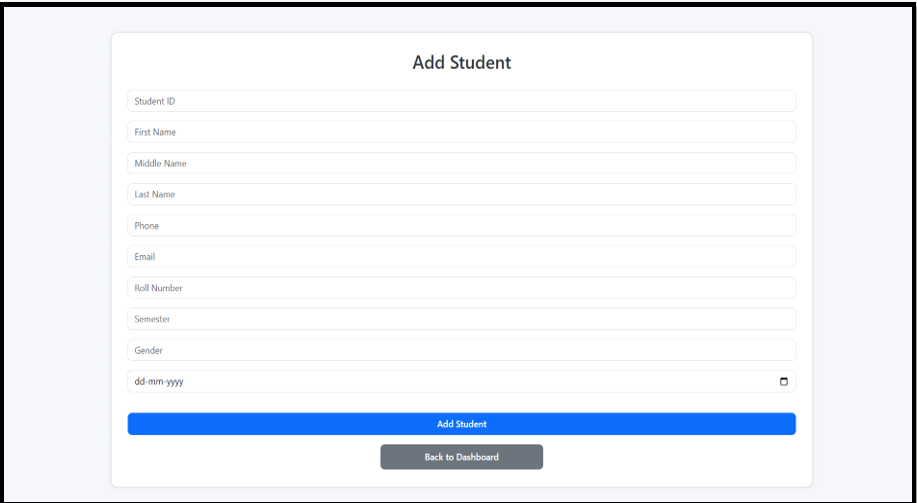 Add Student
Student ID
First Name
Middle Name
Last Name
Phone
Email
Roll Number
Semester
Gender
dd-mm-yyyy
Add Student
Back to Dashboard